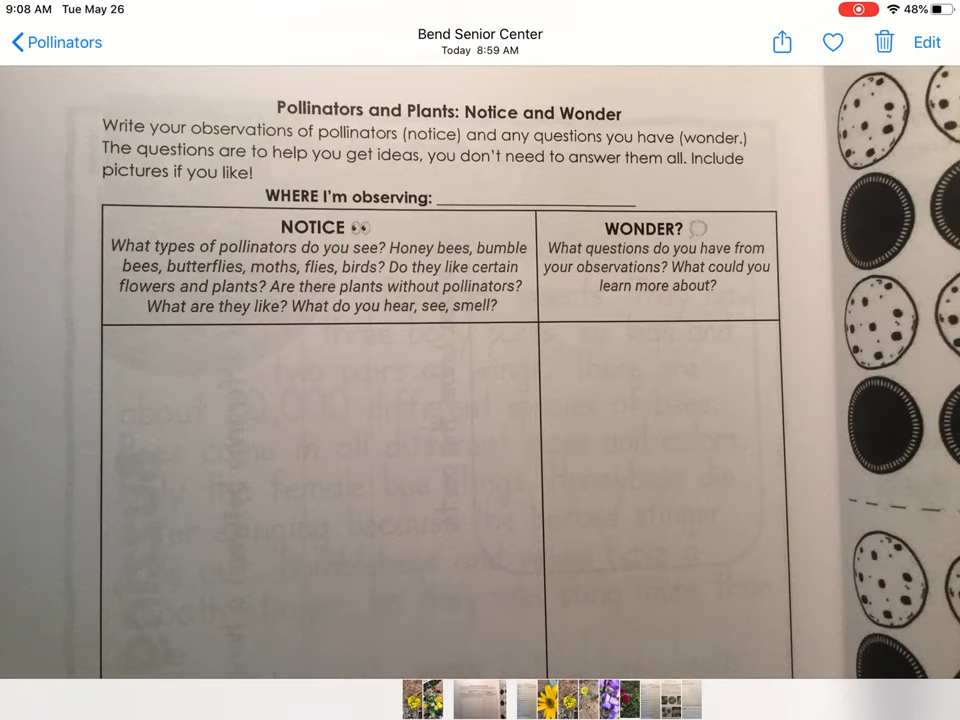 9:08 AM Tue May 26
48%
Pollinators
Bend Senior Center
Today 8:59 AM
Edit
Pollinators and Plants: Notice and Wonder
Write your observations of pollinators (notice) and any questions you have (wonder.)
The questions are to help you get ideas, you don't need to answer them all. Include
pictures if you like!
WHERE I'm observing:
NOTICE
What types of pollinators do you see? Honey bees, bumble
bees, butterflies, moths, flies, birds? Do they like certain
flowers and plants? Are there plants without pollinators?
What are they like? What do you hear, see, smell?
WONDER?
What questions do you have from
your observations? What could you
learn more about?